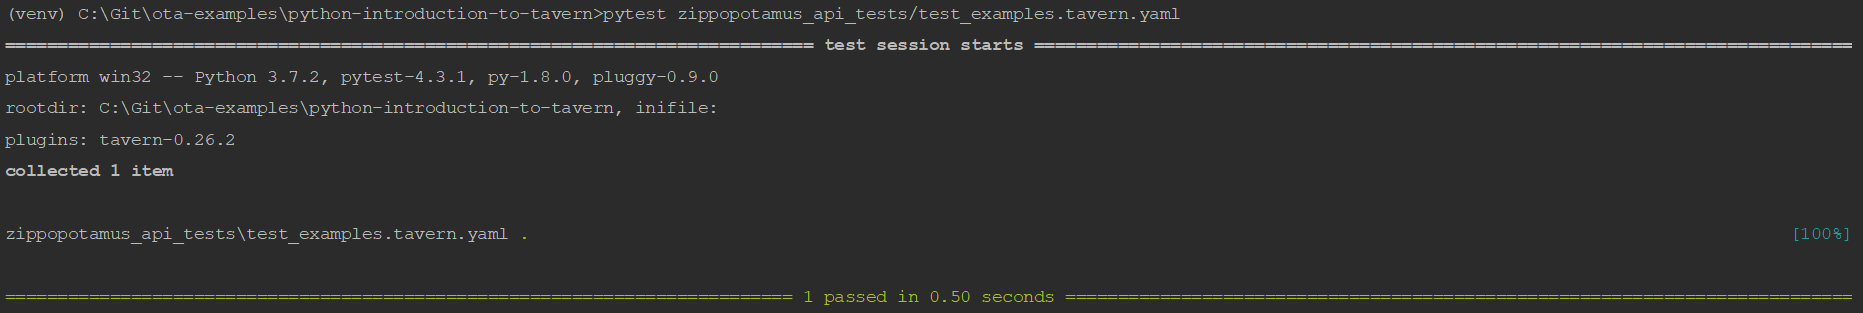 (venv) C:\Git\ota-examples\python-introduction-to-tavern>pytest zippopotamus_api_tests/test_examples.tavern.yaml
============================================================================= test session starts ==============================================================================
platform win32 -- Python 3.7.2, pytest-4.3.1, py-1.8.0, pluggy-0.9.0
rootdir: C:\Git\ota-examples\python-introduction-to-tavern, inifile:
plugins: tavern-0.26.2
collected 1 item
zippopotamus_api_tests\test_examples.tavern.yaml . [100%]
=========================================================================== 1 passed in 0.50 seconds ===========================================================================